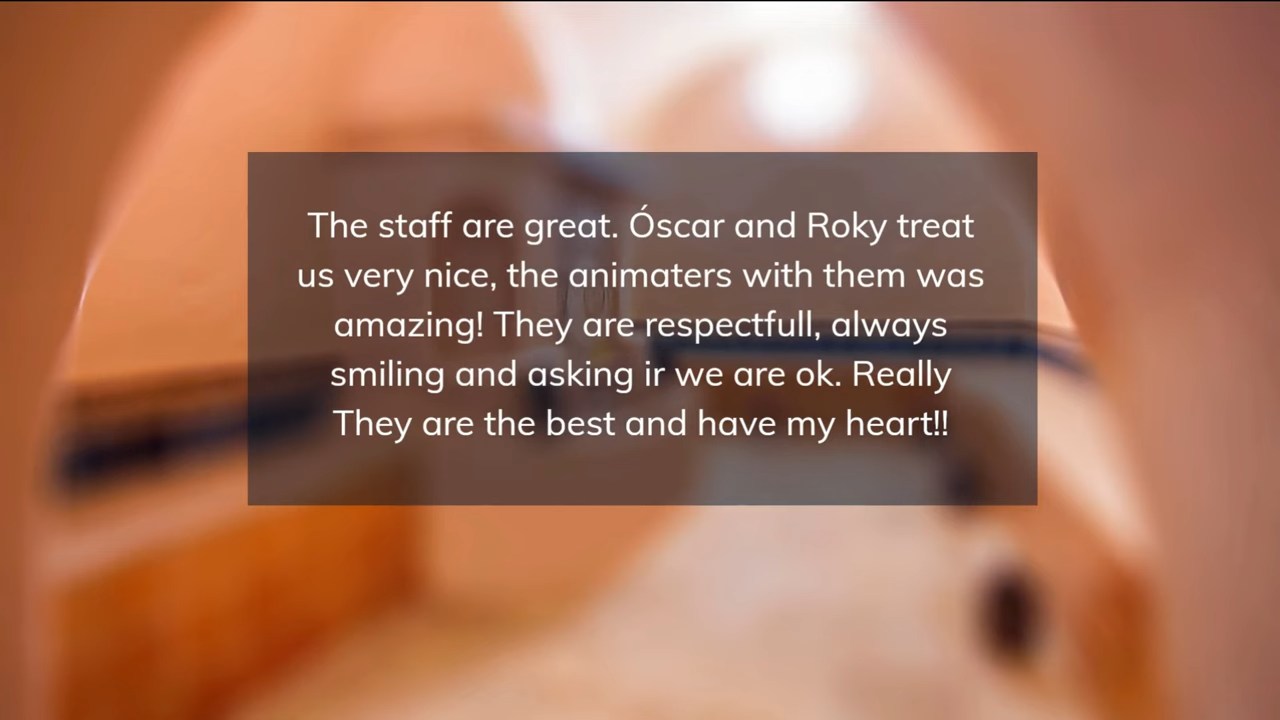 The staff are great. Óscar and Roky treat
us very nice, the animaters with them was
amazing! They are respectfull, always
smiling and asking ir we are ok. Really
They are the best and have my heart!!